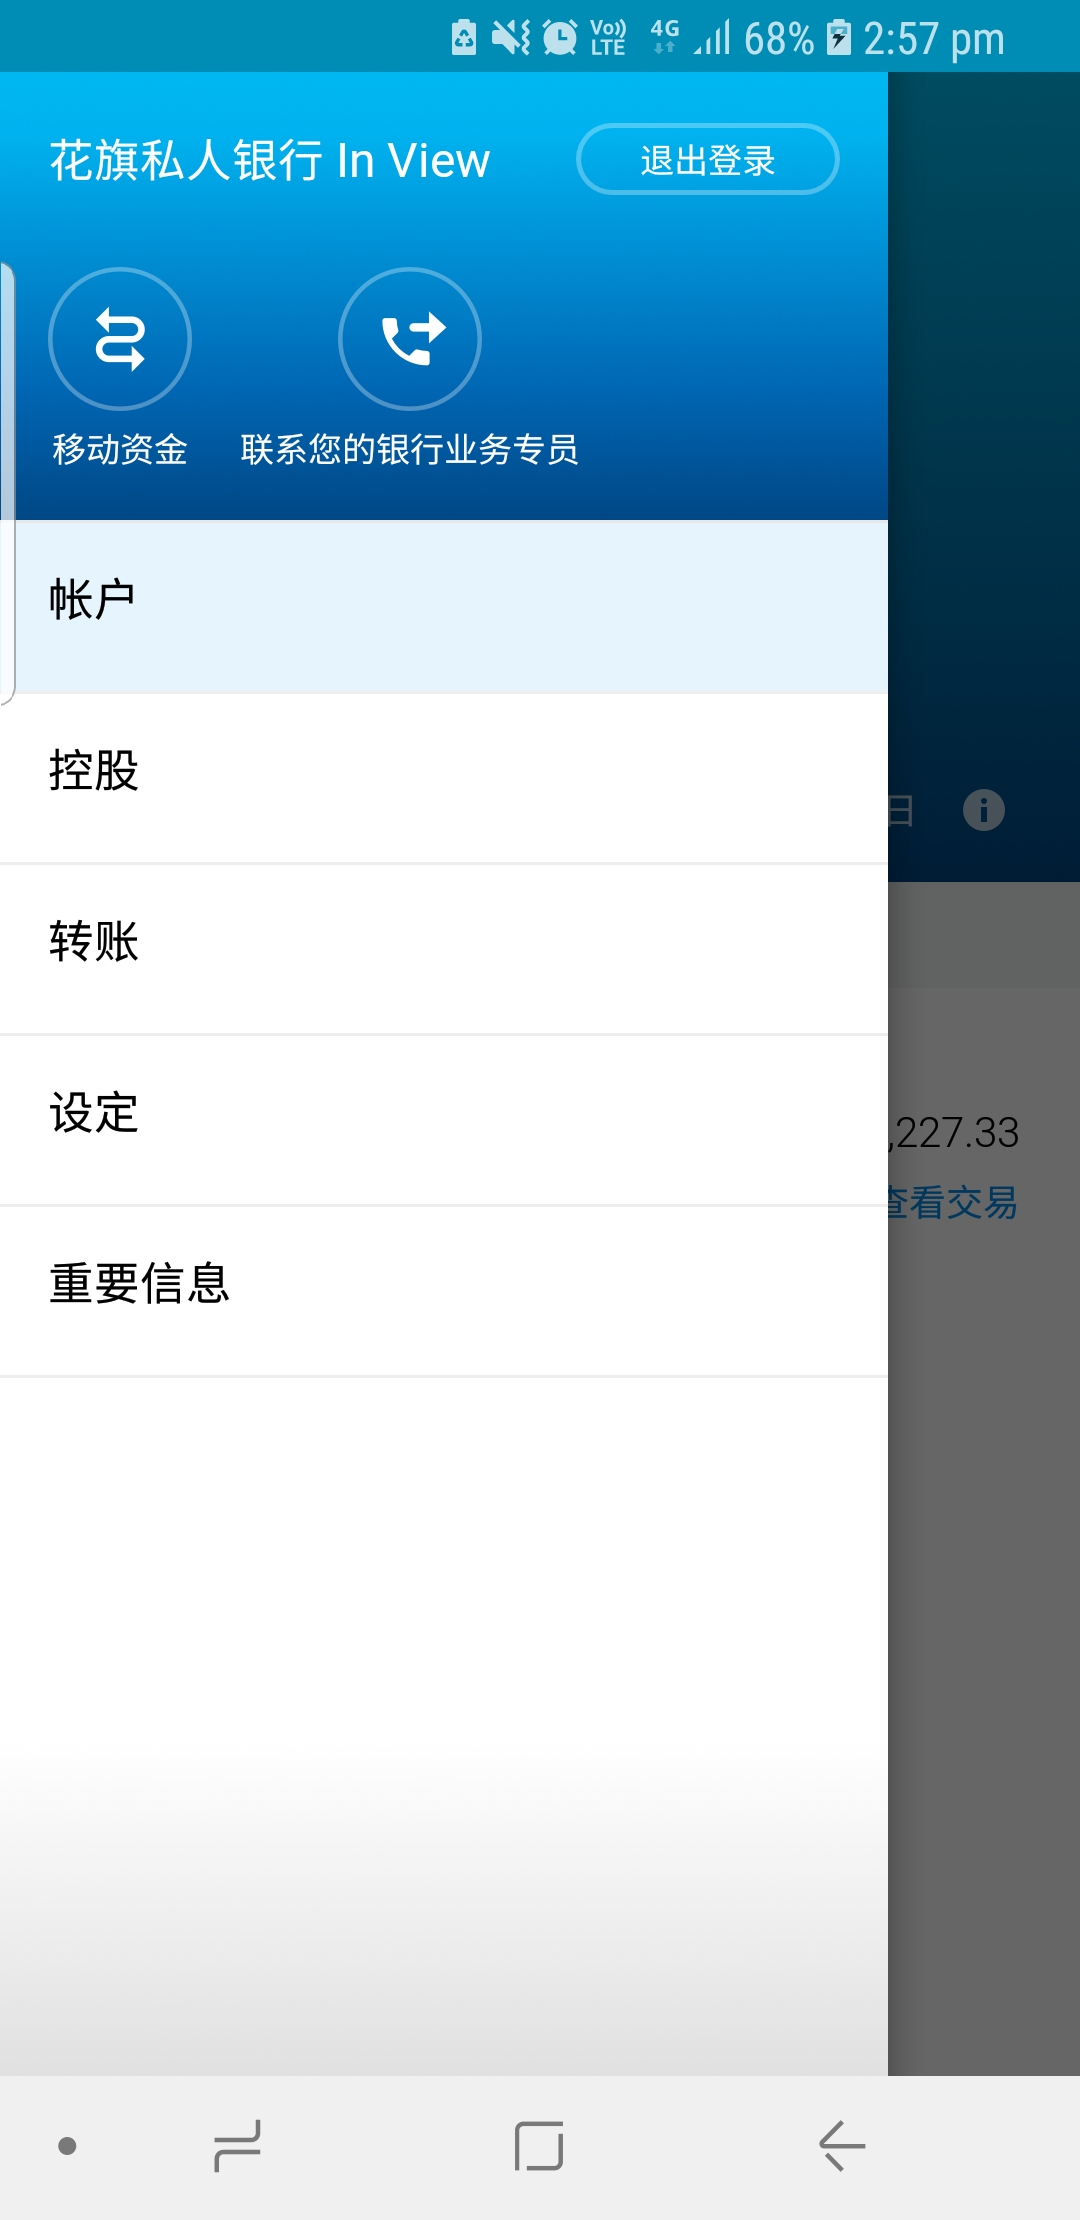 Vo)) LTE 4G 68% 2:57 pm
花旗私人银行 In View 退出登录
移动资金 联系您的银行业务专员
帐户
控股
日
转账
设定
,227.33
查看交易
重要信息